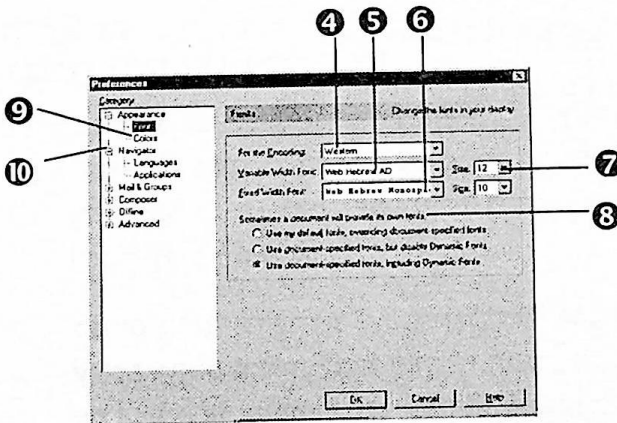 4 5 6
Preferences
Category:
Appearance
Fonts
Colors
Navigator
Languages
Applications
Mail & Groups
Composer
Offline
Advanced
Fonts Change the fonts in your display
For the Encoding: Western
Variable Width Font: Web Hebrew AD Size: 12
Fixed Width Font: Web Hebrew Monosp Size: 10
Sometimes a document will provide its own fonts.
Use my default fonts, overriding document-specified fonts
Use document-specified fonts, but disable Dynamic Fonts
Use document-specified fonts, including Dynamic Fonts
OK Cancel Help
9
10
7
8